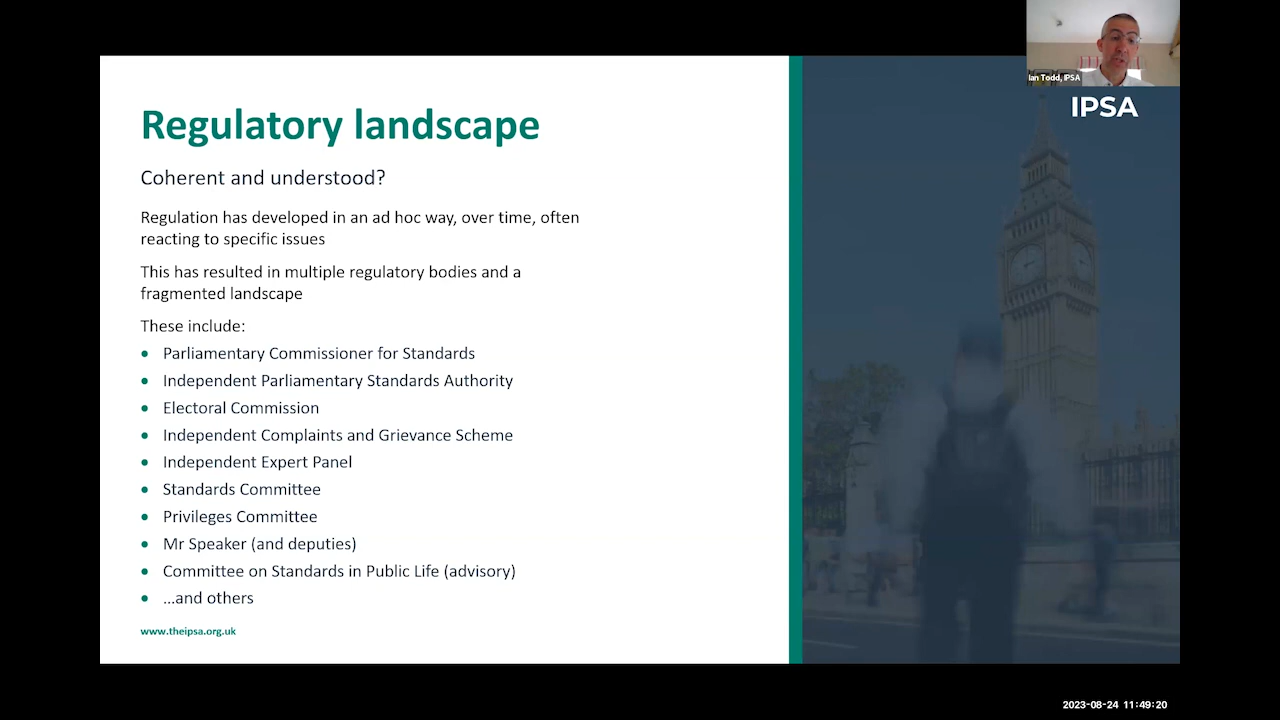 Ian Todd, IPSA
IPSA
Regulatory landscape
Coherent and understood?
Regulation has developed in an ad hoc way, over time, often
reacting to specific issues
This has resulted in multiple regulatory bodies and a
fragmented landscape
These include:
• Parliamentary Commissioner for Standards
• Independent Parliamentary Standards Authority
• Electoral Commission
• Independent Complaints and Grievance Scheme
• Independent Expert Panel
• Standards Committee
• Privileges Committee
• Mr Speaker (and deputies)
• Committee on Standards in Public Life (advisory)
• ...and others
www.theipsa.org.uk
2023-08-24 11:49:20